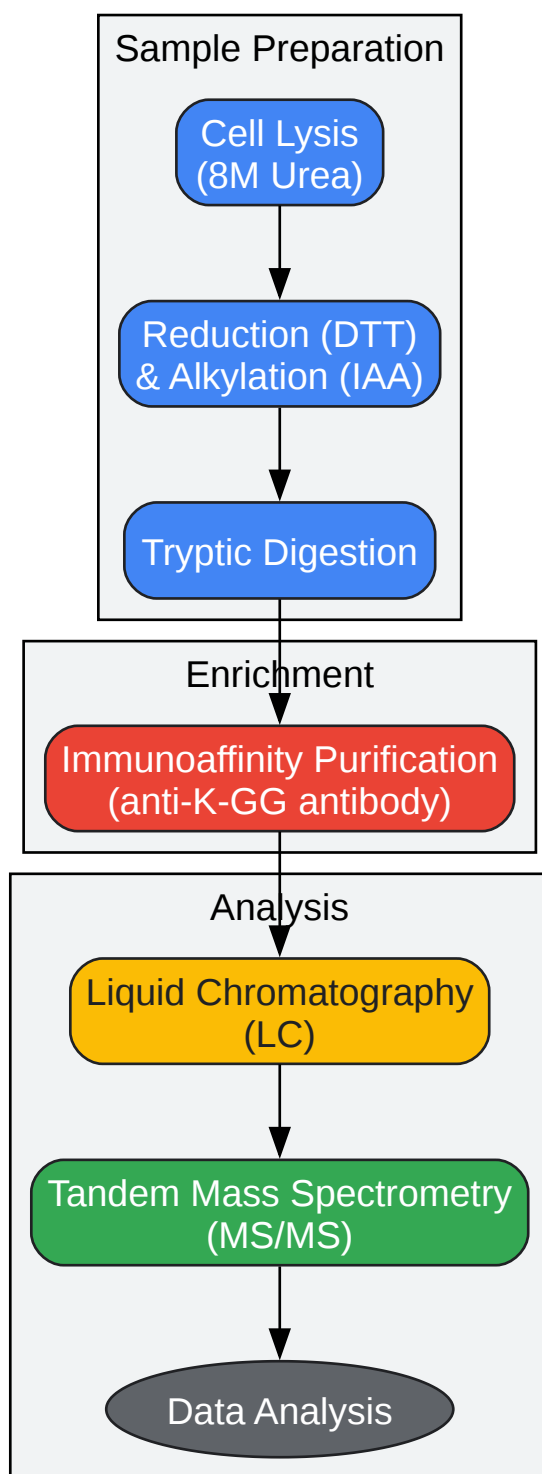 Sample Preparation
Cell Lysis
(8M Urea)
Reduction (DTT)
& Alkylation (IAA)
Tryptic Digestion
Enrichment
Immunoaffinity Purification
(anti-K-GG antibody)
Analysis
Liquid Chromatography
(LC)
Tandem Mass Spectrometry
(MS/MS)
Data Analysis